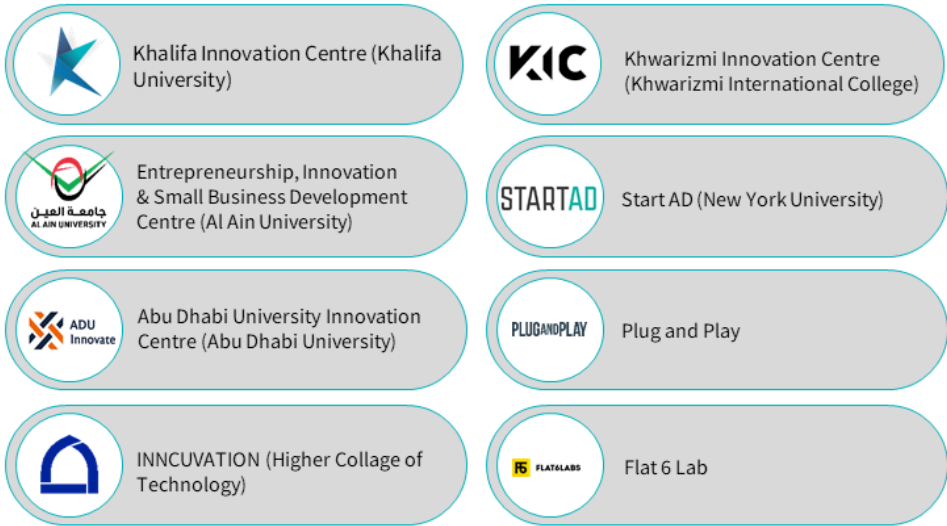 Khalifa Innovation Centre (Khalifa
University)
KIC
Khwarizmi Innovation Centre
(Khwarizmi International College)
جامعة العين
AL AIN UNIVERSITY
Entrepreneurship, Innovation
& Small Business Development
Centre (Al Ain University)
STARTAD
Start AD (New York University)
ADU
Innovate
Abu Dhabi University Innovation
Centre (Abu Dhabi University)
PLUGANDPLAY
Plug and Play
INNCUVATION (Higher Collage of
Technology)
F6 FLAT6LABS
Flat 6 Lab